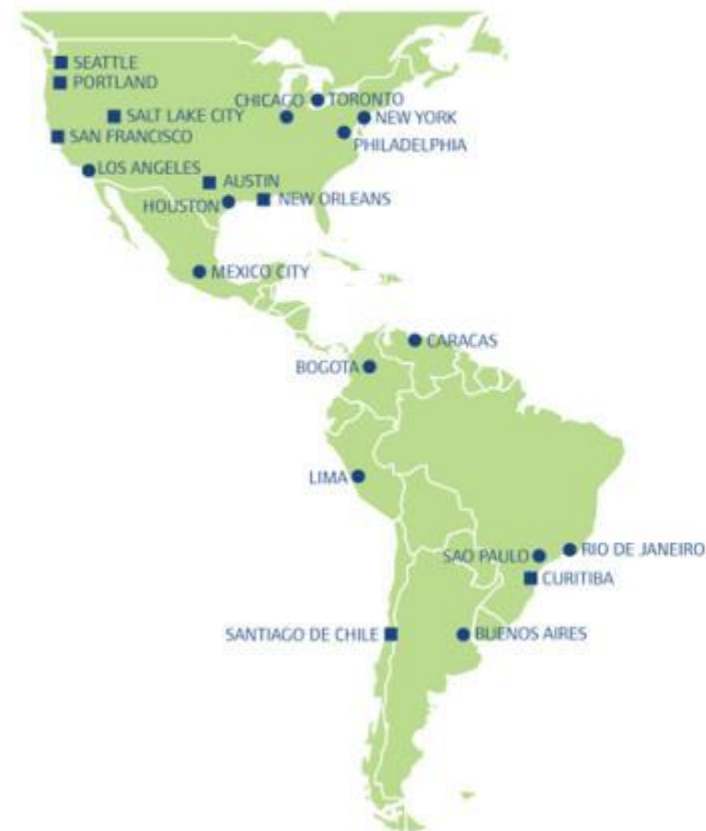 SEATTLE
PORTLAND
CHICAGO
TORONTO
SALT LAKE CITY
NEW YORK
SAN FRANCISCO
PHILADELPHIA
LOS ANGELES
AUSTIN
HOUSTON
NEW ORLEANS
MEXICO CITY
CARACAS
BOGOTA
LIMA
SAO PAULO
RIO DE JANEIRO
CURITIBA
SANTIAGO DE CHILE
BUENOS AIRES